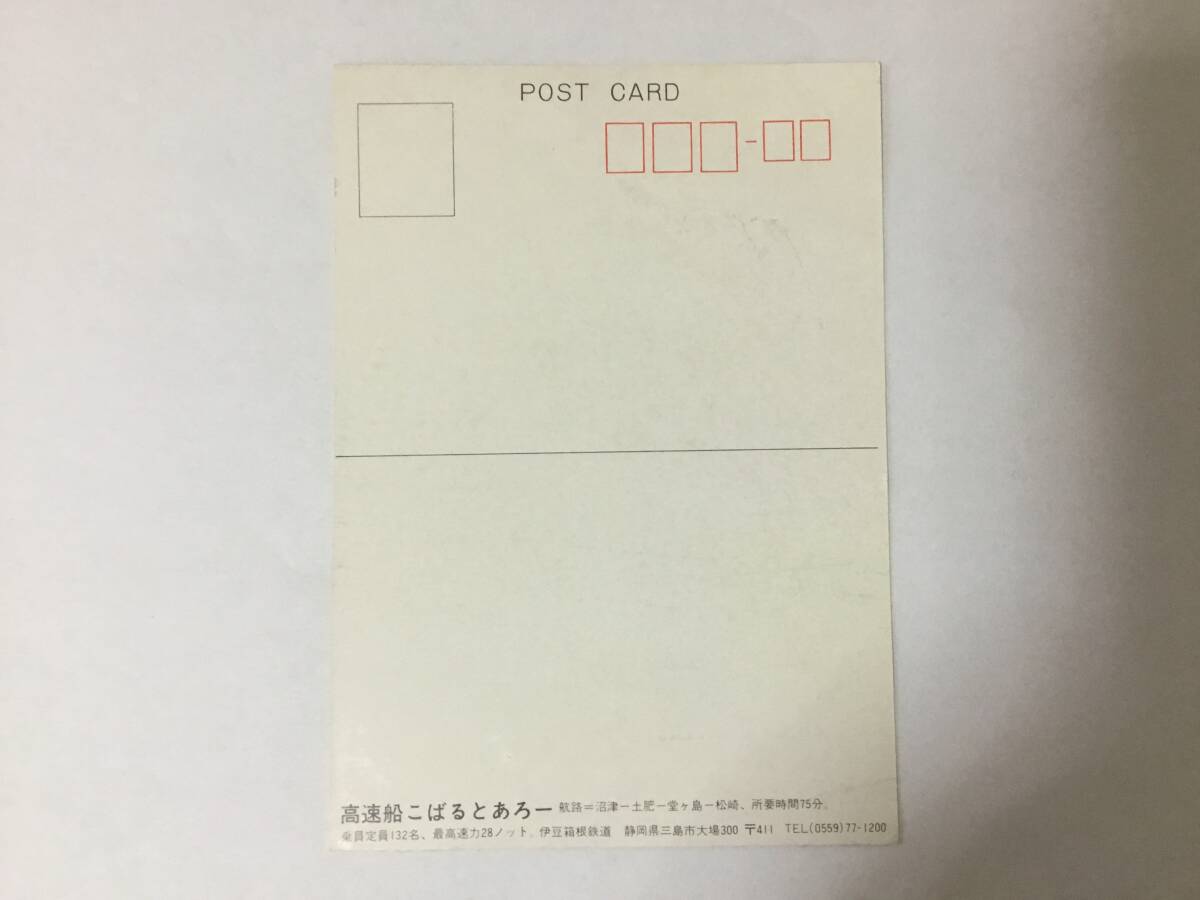 POST CARD
高速船こばるとあろー 航路=沼津ー土肥ー堂ヶ島ー松崎、所要時間75分。
乗員定員132名、最高速力28ノット。伊豆箱根鉄道 静岡県三島市大場300 〒411 TEL(0559)77-1200